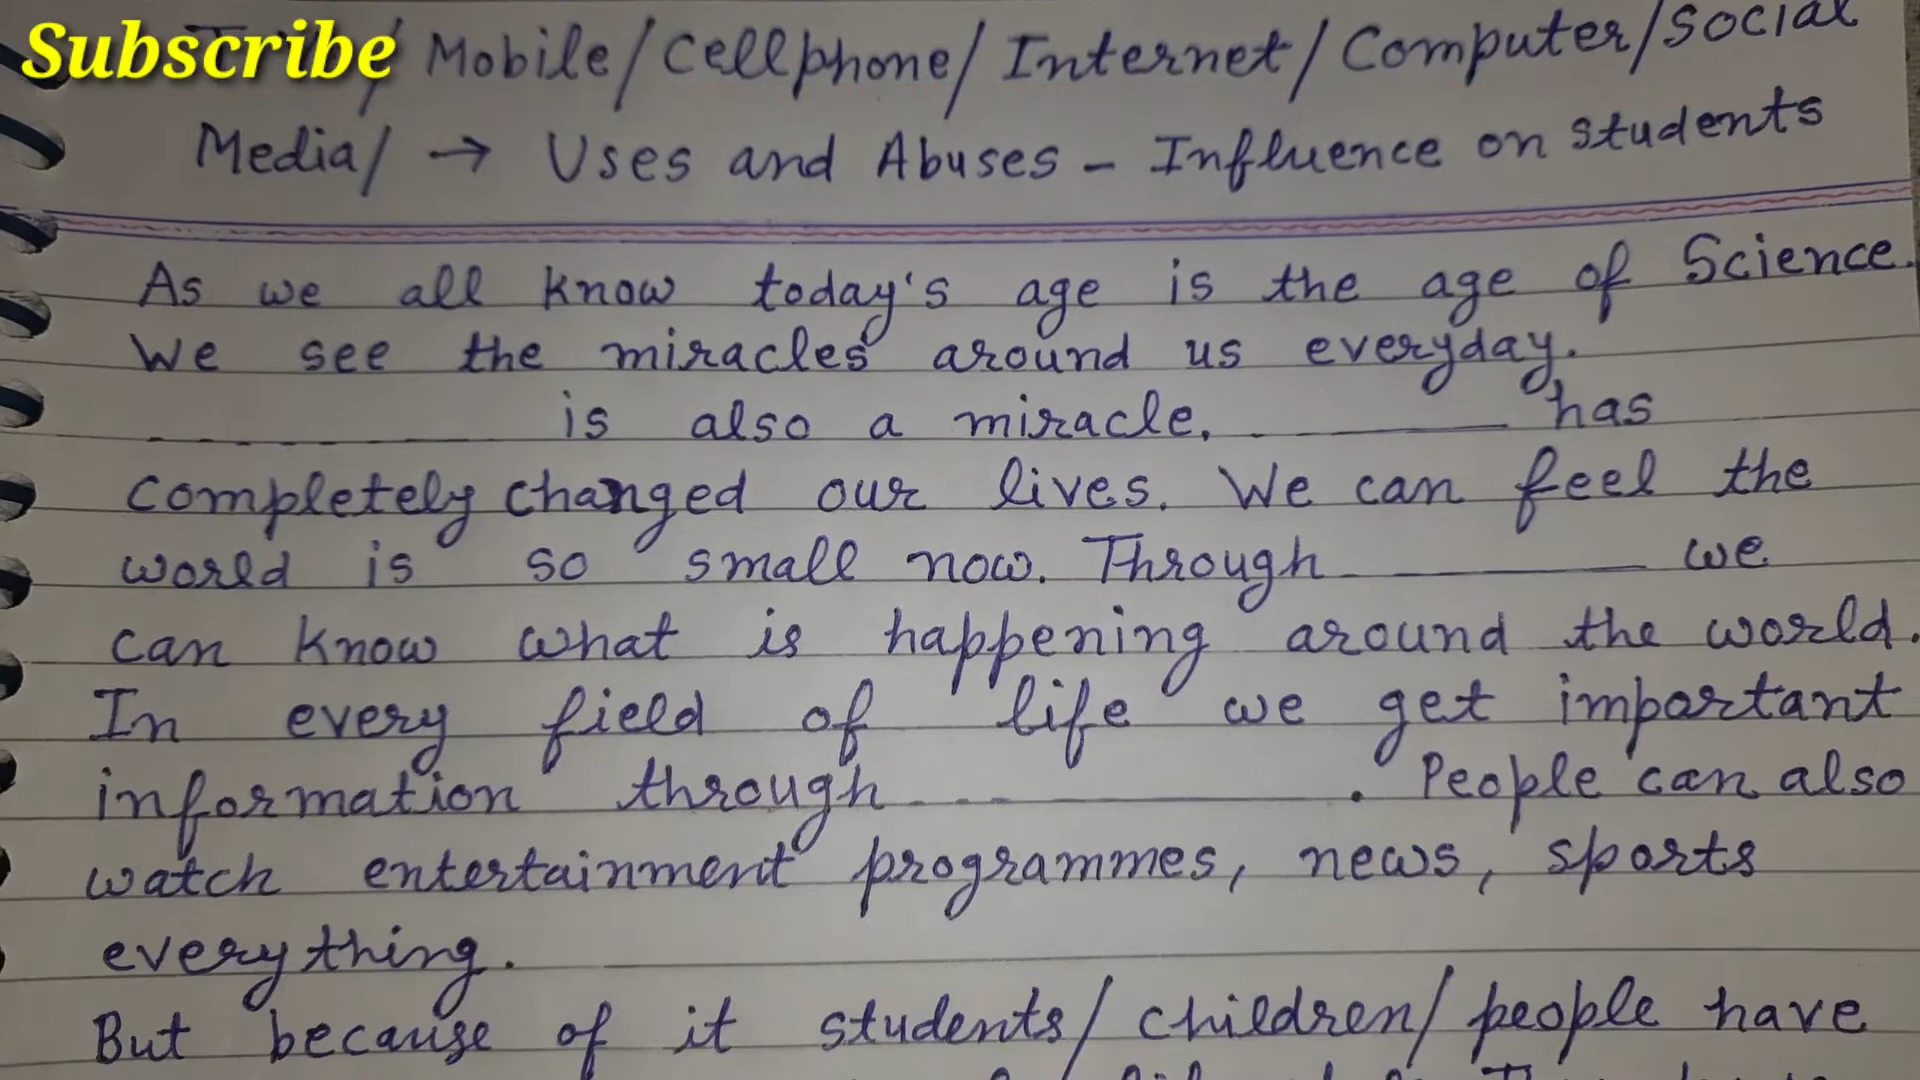 Subscribe
Mobile/Cellphone/Internet/Computer/Social
Media/ → Uses and Abuses - Influence on students
As we all know today's age is the age of Science.
We see the miracles around us everyday.
__________ is also a miracle. __________ has
completely changed our lives. We can feel the
world is so small now. Through __________ we
can know what is happening around the world.
In every field of life we get important
information through __________. People can also
watch entertainment programmes, news, sports
everything.
But because of it students/children/people have